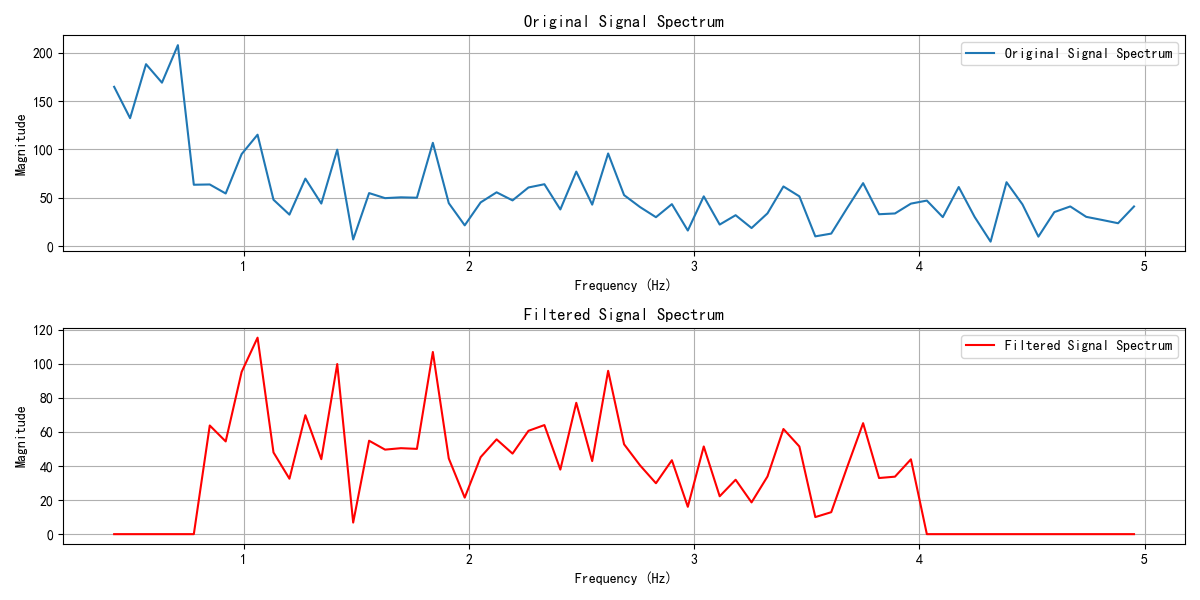 Original Signal Spectrum
Original Signal Spectrum
Magnitude
200
150
100
50
0
1 2 3 4 5
Frequency (Hz)
Filtered Signal Spectrum
Filtered Signal Spectrum
Magnitude
120
100
80
60
40
20
0
1 2 3 4 5
Frequency (Hz)